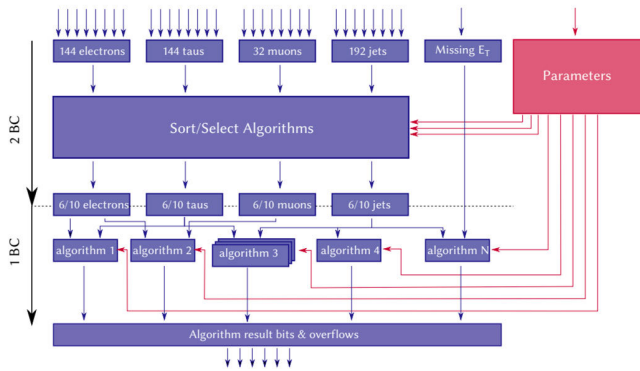 144 electrons
144 taus
32 muons
192 jets
Missing E_T
Parameters
2 BC
Sort/Select Algorithms
6/10 electrons
6/10 taus
6/10 muons
6/10 jets
1 BC
algorithm 1
algorithm 2
algorithm 3
algorithm 4
algorithm N
Algorithm result bits & overflows